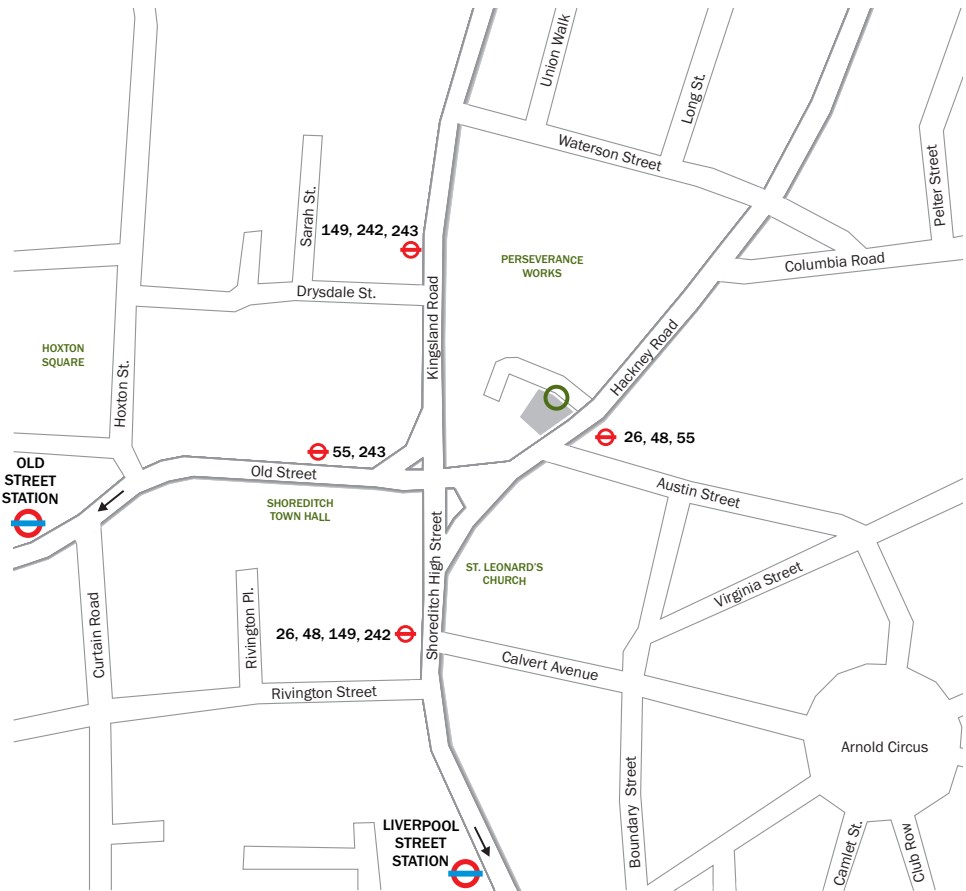 Union Walk
Long St.
Waterson Street
Pelter Street
Sarah St.
149, 242, 243
PERSEVERANCE
WORKS
Columbia Road
Drysdale St.
Kingsland Road
Hackney Road
HOXTON
SQUARE
Hoxton St.
26, 48, 55
55, 243
OLD
STREET
STATION
Old Street
Austin Street
SHOREDITCH
TOWN HALL
Shoreditch High Street
ST. LEONARD'S
CHURCH
Virginia Street
Curtain Road
Rivington Pl.
26, 48, 149, 242
Calvert Avenue
Rivington Street
Arnold Circus
Boundary Street
LIVERPOOL
STREET
STATION
Camlet St.
Club Row